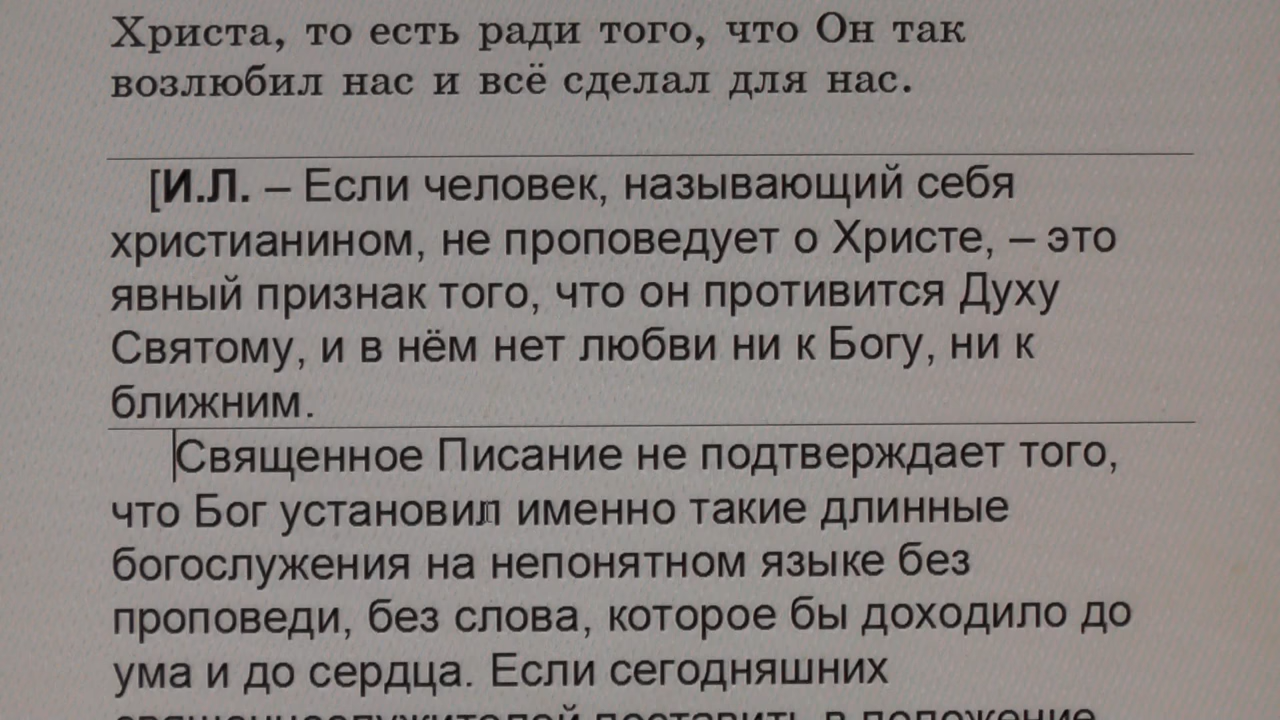 Христа, то есть ради того, что Он так
возлюбил нас и всё сделал для нас.
[И.Л. – Если человек, называющий себя
христианином, не проповедует о Христе, – это
явный признак того, что он противится Духу
Святому, и в нём нет любви ни к Богу, ни к
ближним.
Священное Писание не подтверждает того,
что Бог установил именно такие длинные
богослужения на непонятном языке без
проповеди, без слова, которое бы доходило до
ума и до сердца. Если сегодняшних
священнослужителей поставить в положение